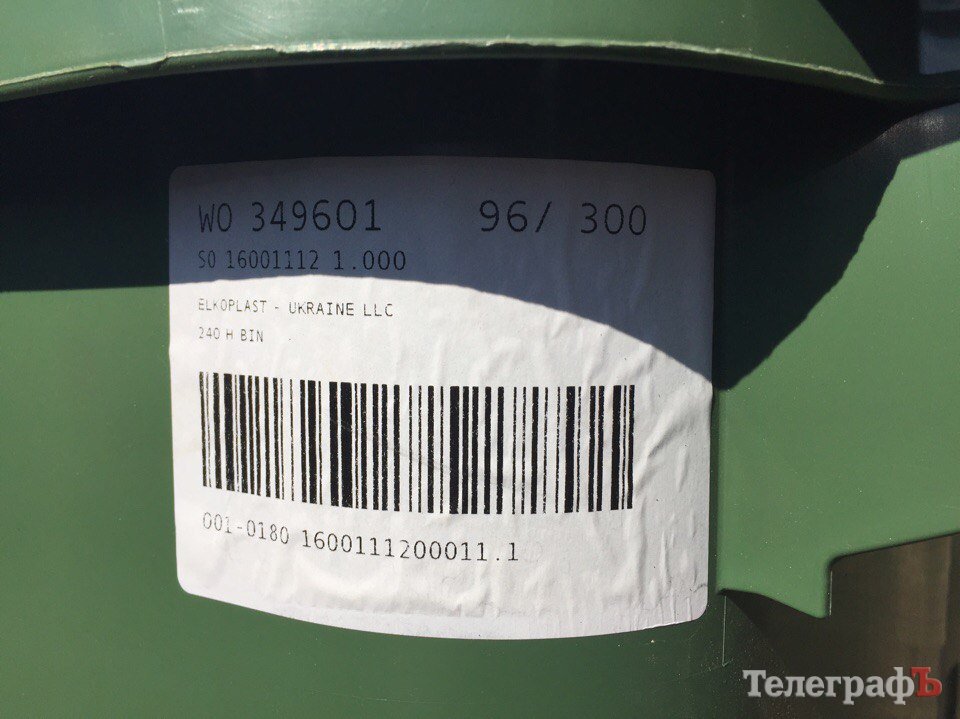 WO 349601 96/ 300
SO 16001112 1.000
ELKOPLAST - UKRAINE LLC
240 H BIN
001-0180 1600111200011.1
ТелеграфЪ